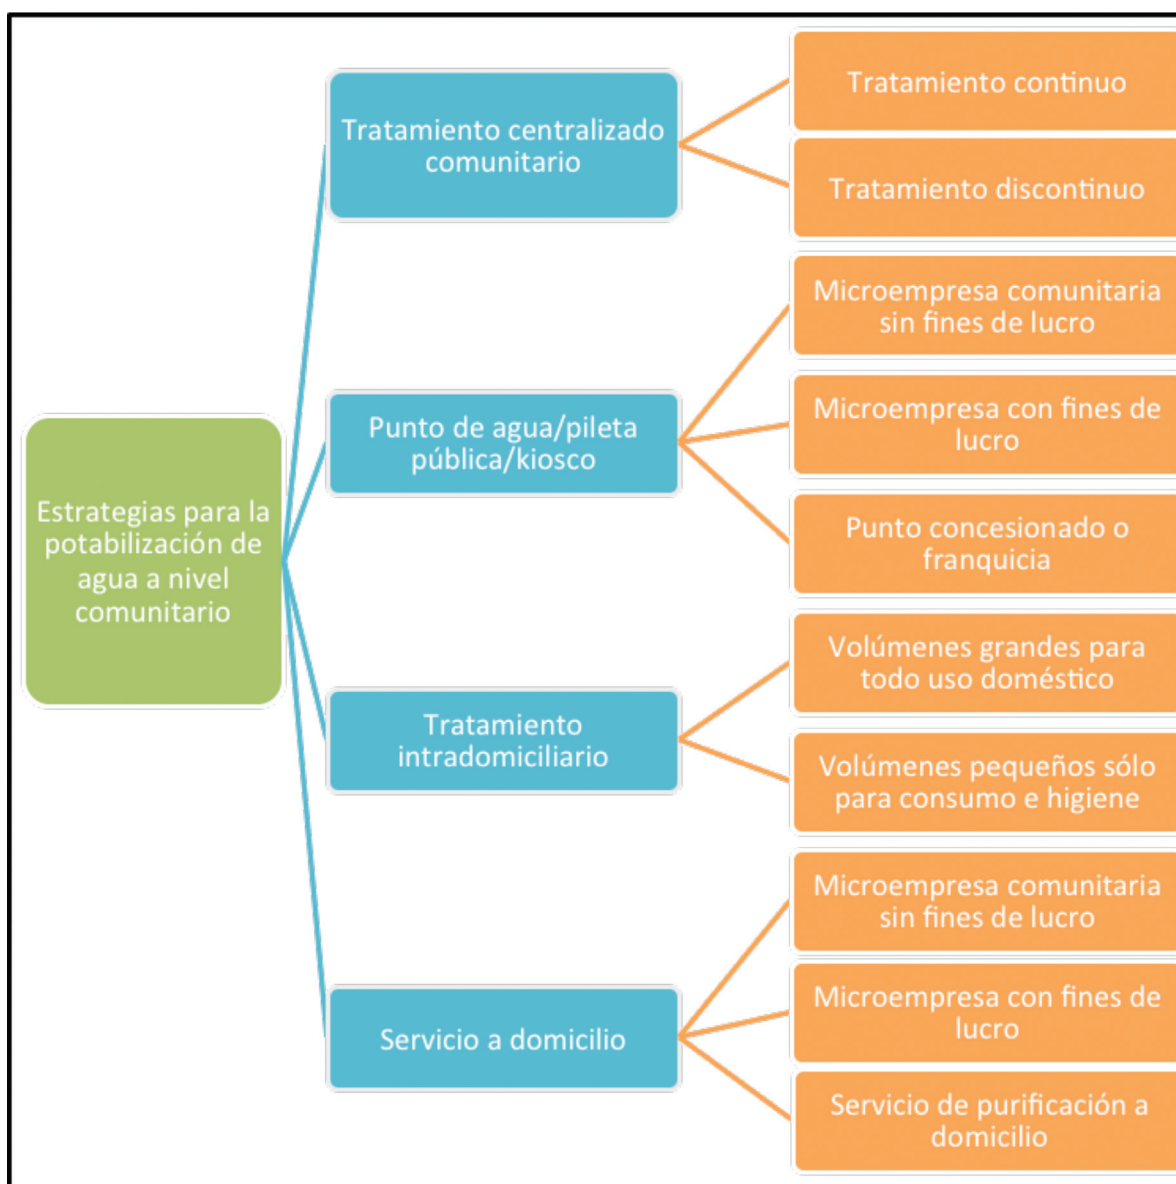 Estrategias para la
potabilización de
agua a nivel
comunitario
Tratamiento centralizado
comunitario
Tratamiento continuo
Tratamiento discontinuo
Punto de agua/pileta
pública/kiosco
Microempresa comunitaria
sin fines de lucro
Microempresa con fines de
lucro
Punto concesionado o
franquicia
Tratamiento
intradomiciliario
Volúmenes grandes para
todo uso doméstico
Volúmenes pequeños sólo
para consumo e higiene
Servicio a domicilio
Microempresa comunitaria
sin fines de lucro
Microempresa con fines de
lucro
Servicio de purificación a
domicilio